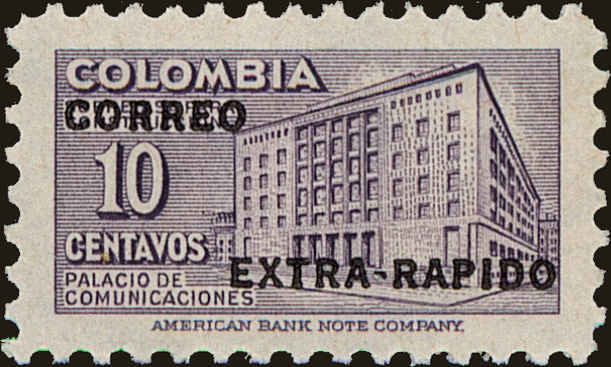 COLOMBIA
CORREO
10
CENTAVOS
EXTRA-RAPIDO
PALACIO DE
COMUNICACIONES
AMERICAN BANK NOTE COMPANY.